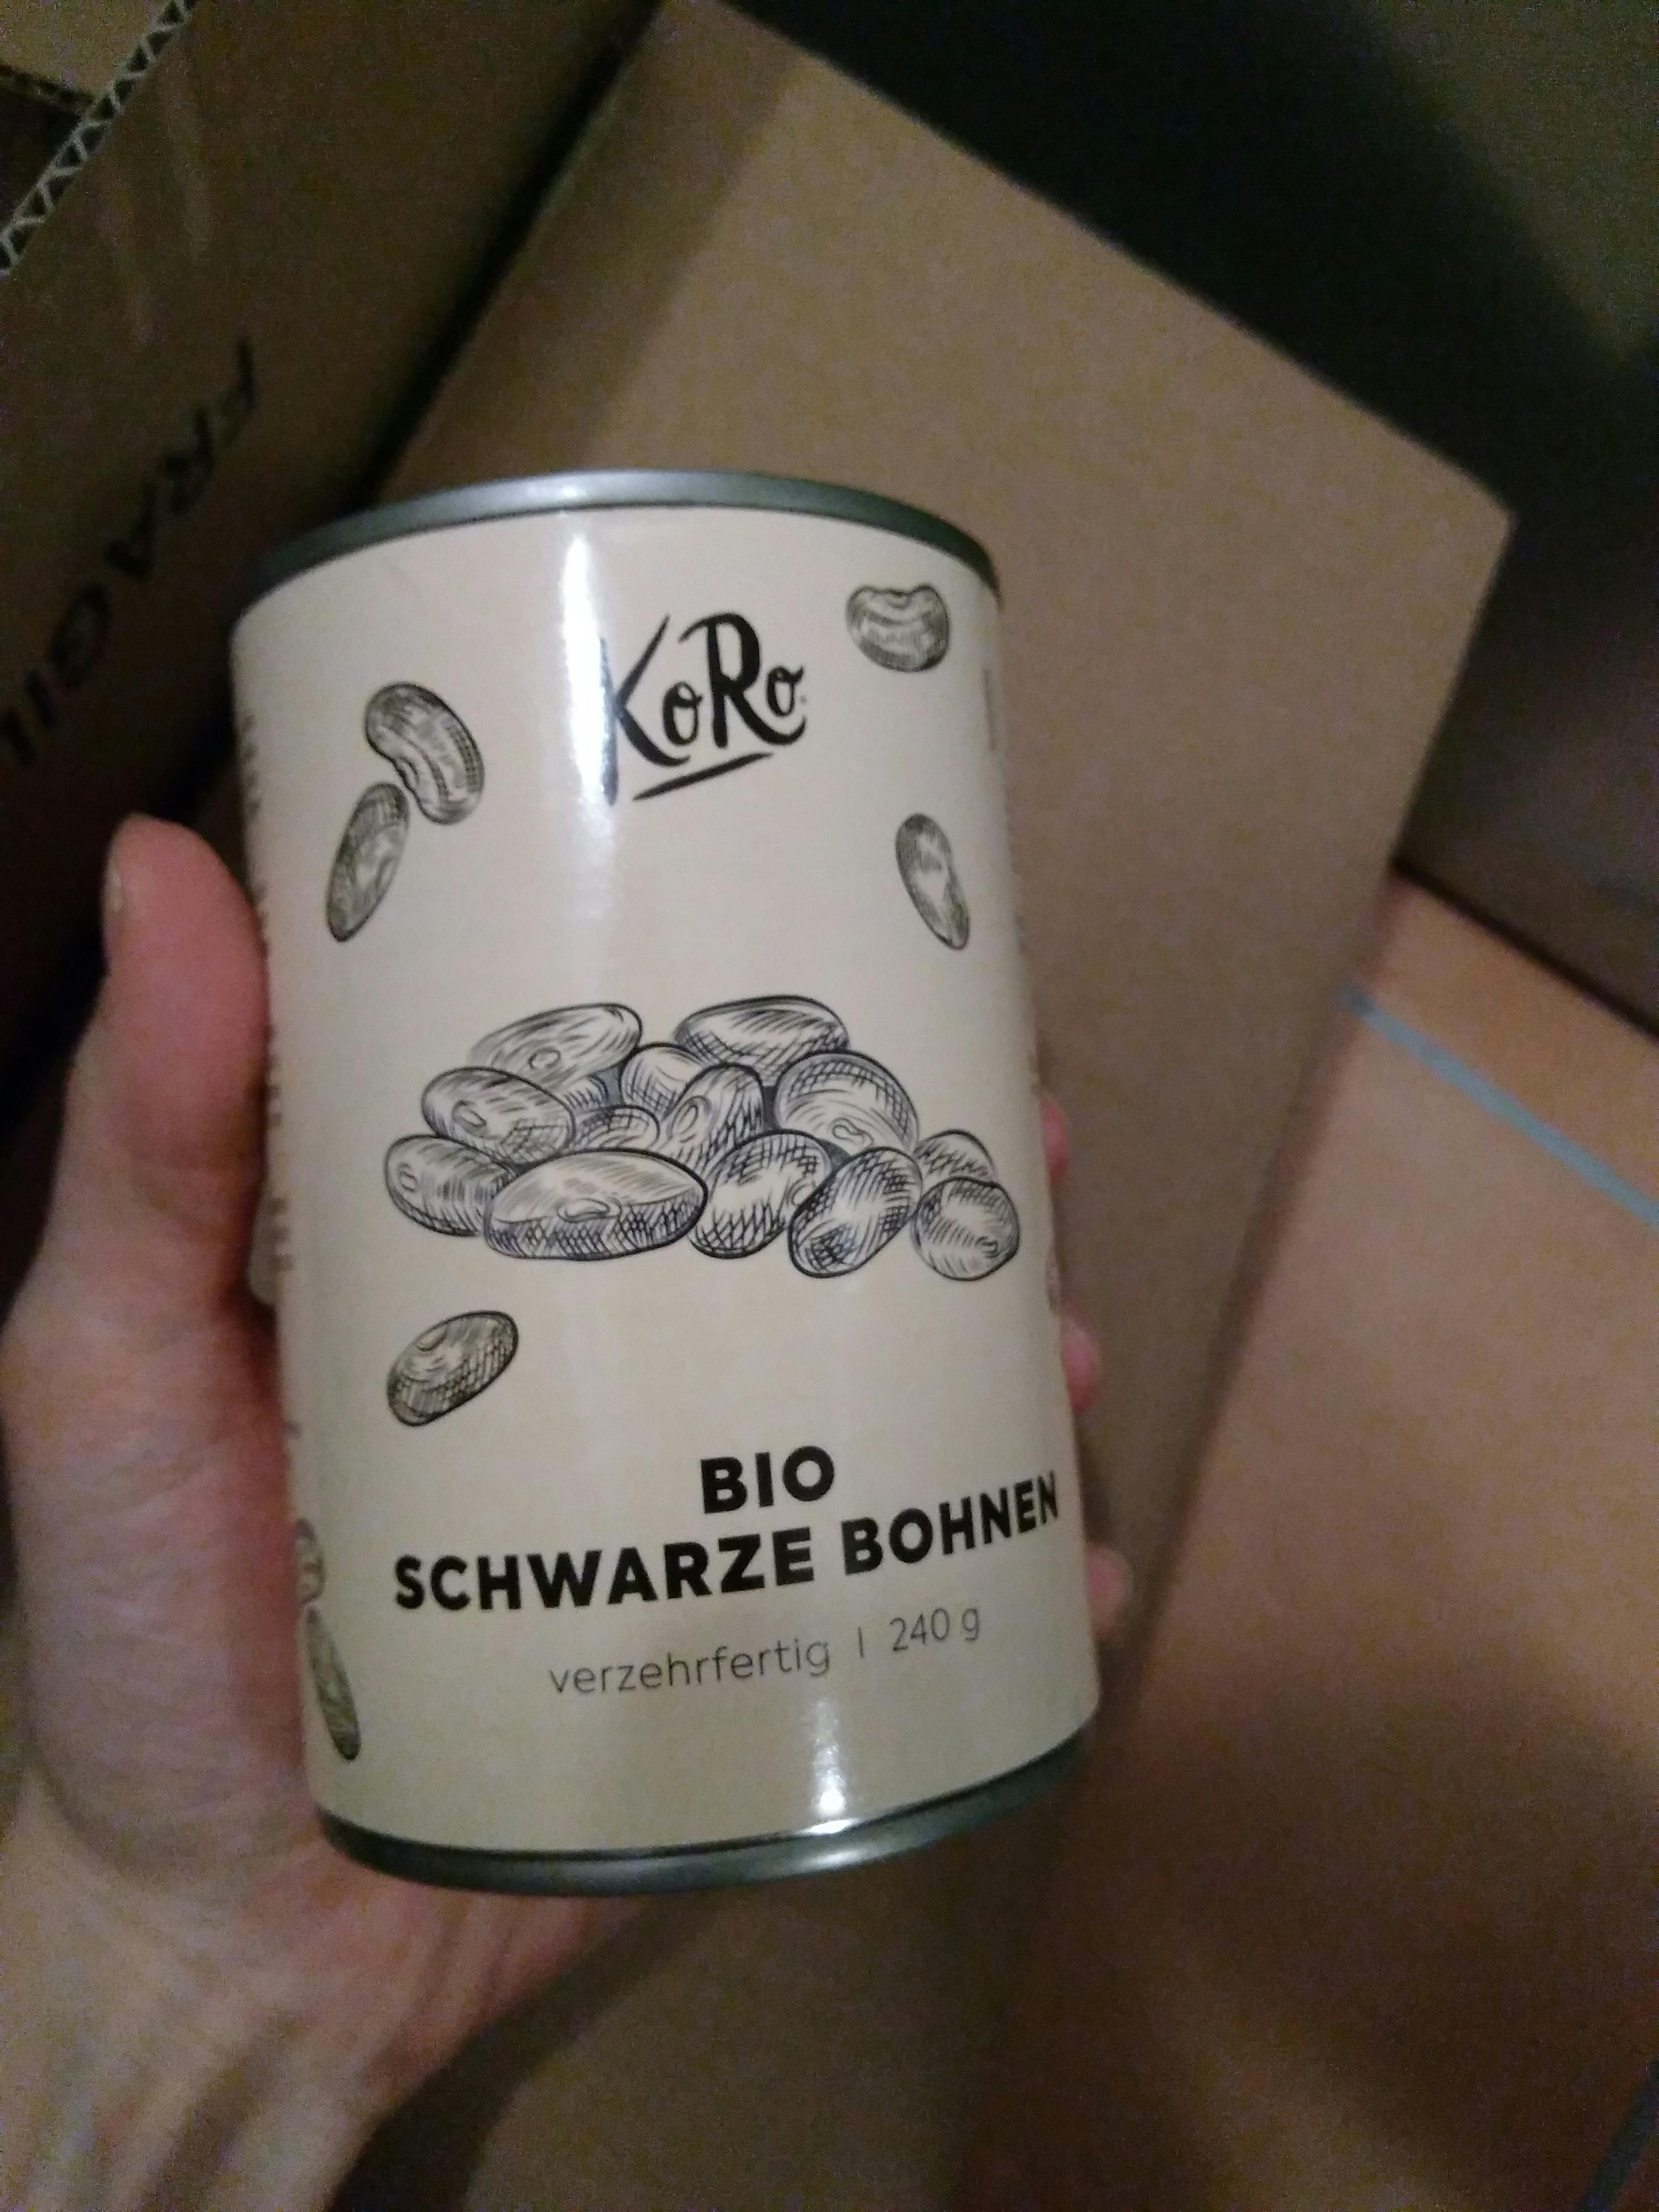 KoRo
BIO
SCHWARZE BOHNEN
verzehrfertig | 240 g